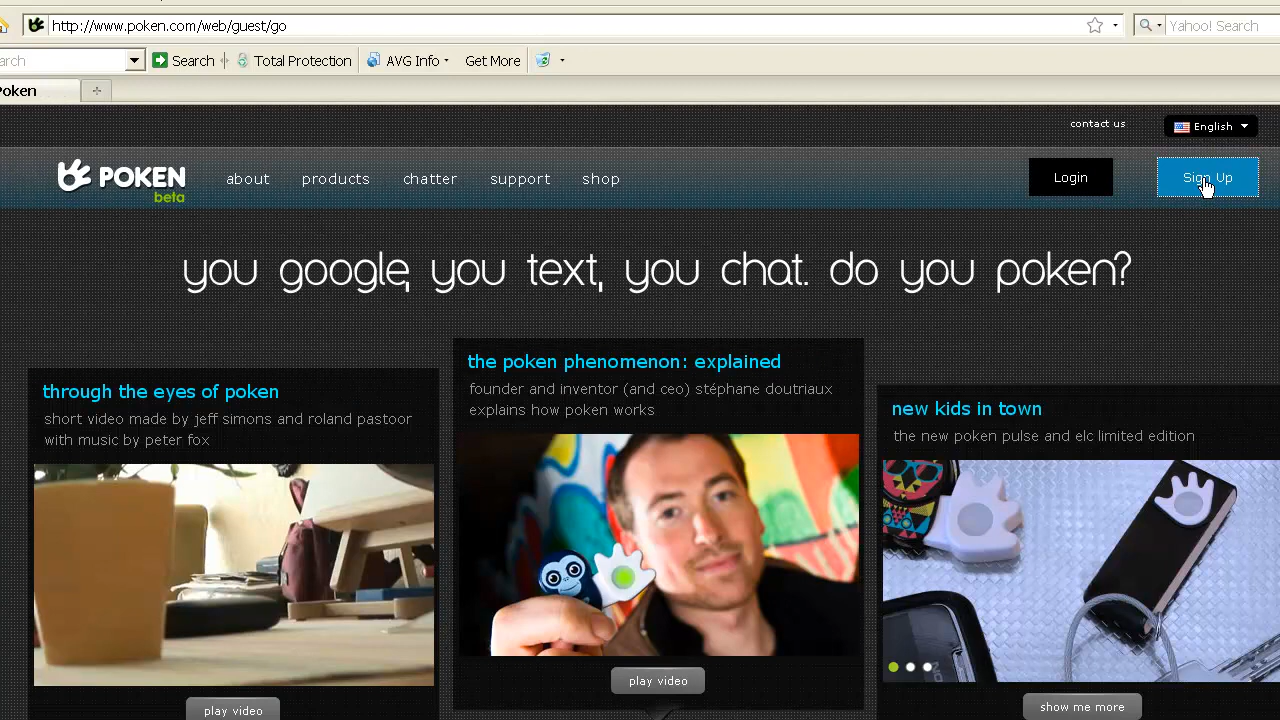 http://www.poken.com/web/guest/go
Yahoo! Search
arch
Search
Total Protection
AVG Info
Get More
Poken
contact us
English
POKEN
beta
about
products
chatter
support
shop
Login
Sign Up
you google, you text, you chat. do you poken?
through the eyes of poken
short video made by jeff simon and roland pastoor
with music by peter fox
play video
the poken phenomenon: explained
founder and inventor (and ceo) stéphane doutriaux
explains how poken works
play video
new kids in town
the new poken pulse and elc limited edition
show me more